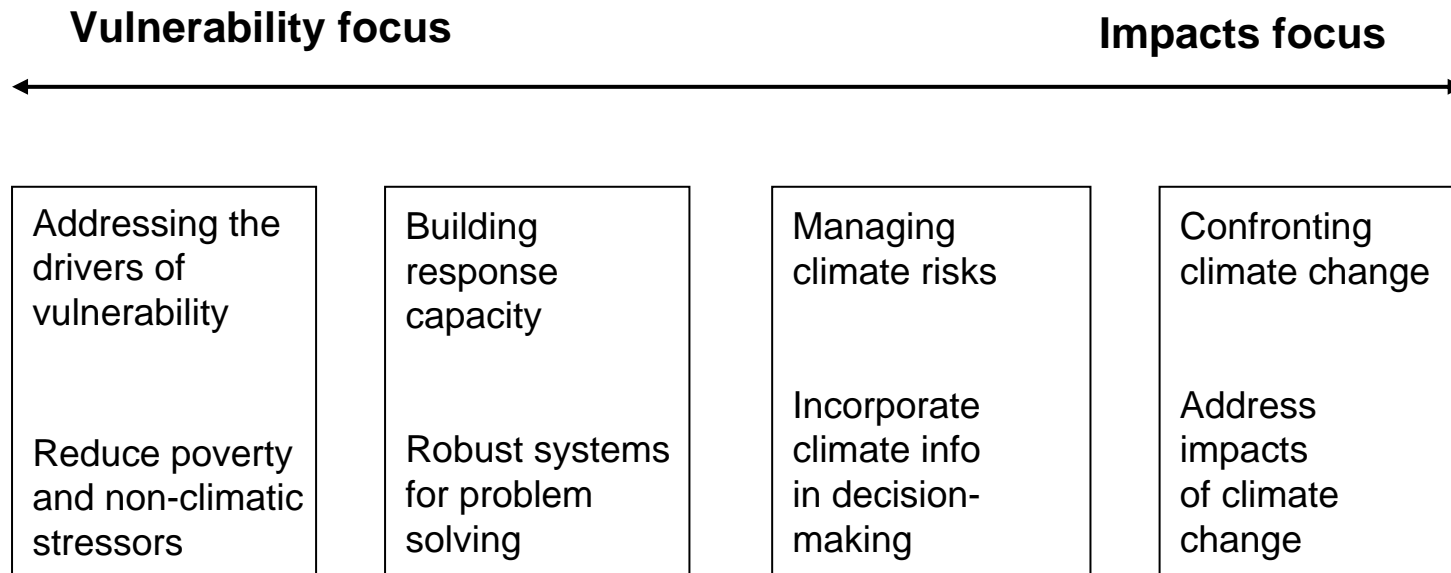 Vulnerability focus
Impacts focus
Addressing the
drivers of
vulnerability
Reduce poverty
and non-climatic
stressors
Building
response
capacity
Robust systems
for problem
solving
Managing
climate risks
Incorporate
climate info
in decision-
making
Confronting
climate change
Address
impacts
of climate
change